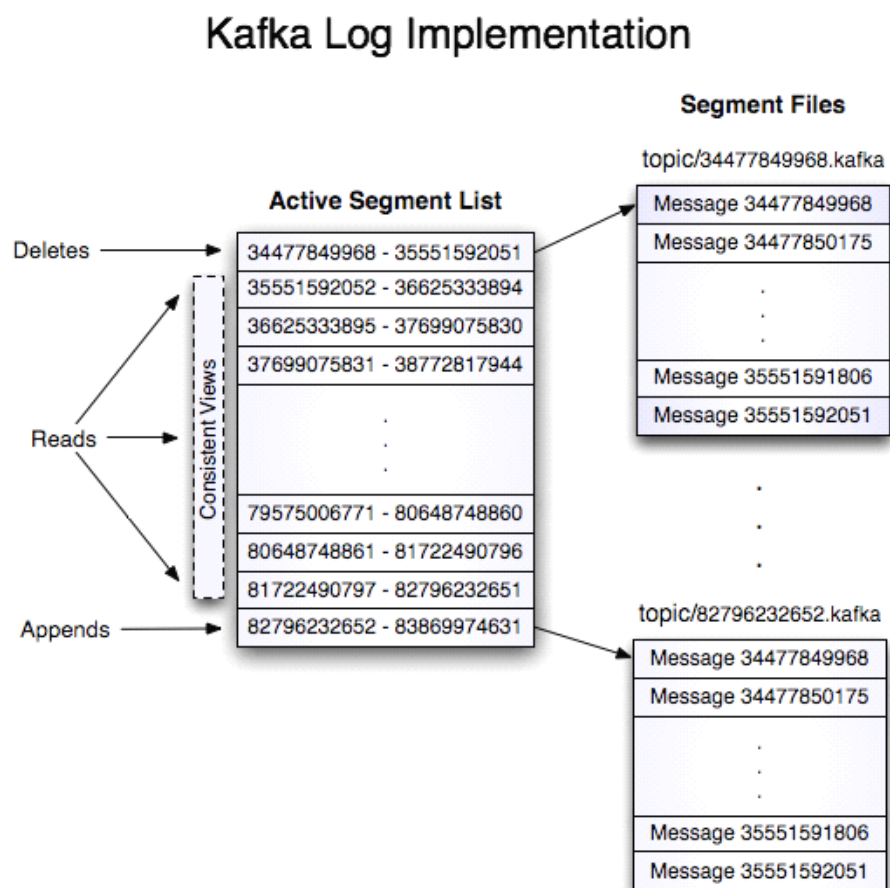 Kafka Log Implementation
Segment Files
topic/34477849968.kafka
Active Segment List
Message 34477849968
Message 34477850175
.
.
.
Message 35551591806
Message 35551592051
Deletes
34477849968 - 35551592051
35551592052 - 36625333894
36625333895 - 37699075830
37699075831 - 38772817944
.
.
.
79575006771 - 80648748860
80648748861 - 81722490796
81722490797 - 82796232651
82796232652 - 83869974631
Reads
Consistent Views
Appends
.
.
.
topic/82796232652.kafka
Message 34477849968
Message 34477850175
.
.
.
Message 35551591806
Message 35551592051